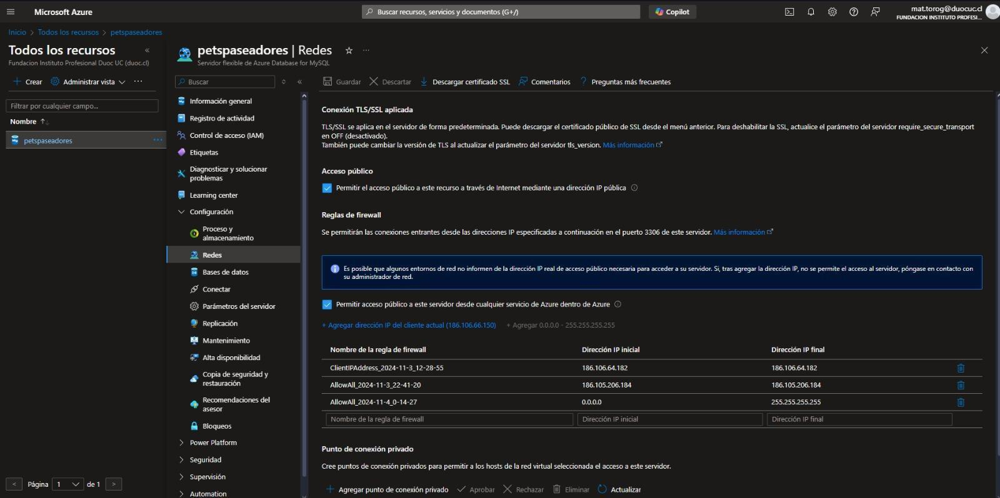 Microsoft Azure
Buscar recursos, servicios y documentos (G+/)
Copilot
mat.torog@duocuc.cl
FUNDACION INSTITUTO PROFESI...
Inicio > Todos los recursos > petspaseadores
Todos los recursos
Fundacion Instituto Profesional Duoc UC (duoc.cl)
+ Crear
Administrar vista
...
Filtrar por cualquier campo...
Nombre ↑↓
petspaseadores
...
Página 1 de 1
petspaseadores | Redes
Servidor flexible de Azure Database for MySQL
Buscar
Información general
Registro de actividad
Control de acceso (IAM)
Etiquetas
Diagnosticar y solucionar
problemas
Learning center
Configuración
Proceso y
almacenamiento
Redes
Bases de datos
Conectar
Parámetros del servidor
Replicación
Mantenimiento
Alta disponibilidad
Copia de seguridad y
restauración
Recomendaciones del
asesor
Bloqueos
Power Platform
Seguridad
Supervisión
Automation
Guardar
Descartar
Descargar certificado SSL
Comentarios
Preguntas más frecuentes
Conexión TLS/SSL aplicada
TLS/SSL se aplica en el servidor de forma predeterminada. Puede descargar el certificado público de SSL desde el menú anterior. Para deshabilitar la SSL, actualice el parámetro del servidor require_secure_transport
en OFF (desactivado).
También puede cambiar la versión de TLS al actualizar el parámetro del servidor tls_version. Más información
Acceso público
Permitir el acceso público a este recurso a través de Internet mediante una dirección IP pública
Reglas de firewall
Se permitirán las conexiones entrantes desde las direcciones IP especificadas a continuación en el puerto 3306 de este servidor. Más información
Es posible que algunos entornos de red no informen de la dirección IP real de acceso público necesaria para acceder a su servidor. Si, tras agregar la dirección IP, no se permite el acceso al servidor, póngase en contacto con
su administrador de red.
Permitir acceso público a este servidor desde cualquier servicio de Azure dentro de Azure
+ Agregar dirección IP del cliente actual (186.106.66.150)
+ Agregar 0.0.0.0 - 255.255.255.255
Nombre de la regla de firewall Dirección IP inicial Dirección IP final
ClientIPAddress_2024-11-3_12-28-55 186.106.64.182 186.106.64.182
AllowAll_2024-11-3_22-41-20 186.105.206.184 186.105.206.184
AllowAll_2024-11-4_0-14-27 0.0.0.0 255.255.255.255
Nombre de la regla de firewall Dirección IP inicial Dirección IP final
Punto de conexión privado
Cree puntos de conexión privados para permitir a los hosts de la red virtual seleccionada el acceso a este servidor.
+ Agregar punto de conexión privado
Aprobar
Rechazar
Eliminar
Actualizar